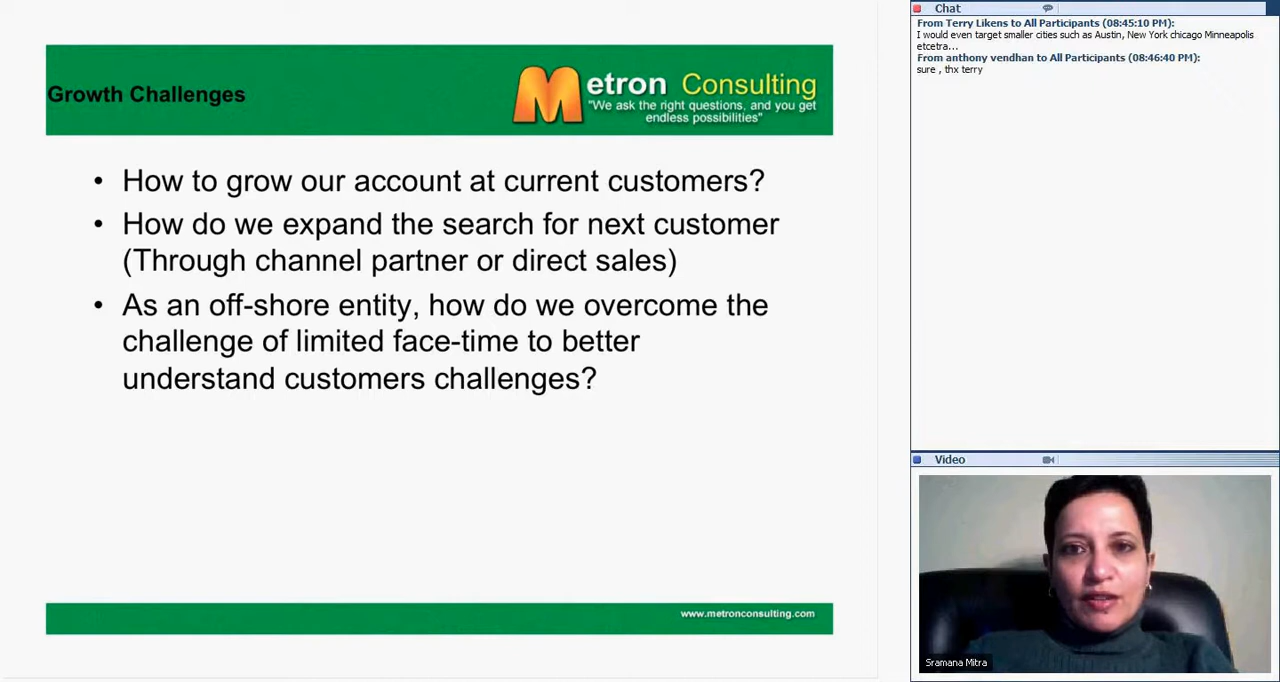 Growth Challenges
Metron Consulting
"We ask the right questions, and you get
endless possibilities"
• How to grow our account at current customers?
• How do we expand the search for next customer
(Through channel partner or direct sales)
• As an off-shore entity, how do we overcome the
challenge of limited face-time to better
understand customers challenges?
www.metronconsulting.com
Chat
From Terry Likens to All Participants (08:45:10 PM):
I would even target smaller cities such as Austin, New York chicago Minneapolis
etcetra...
From anthony vendhan to All Participants (08:46:40 PM):
sure , thx terry
Video
Sramana Mitra